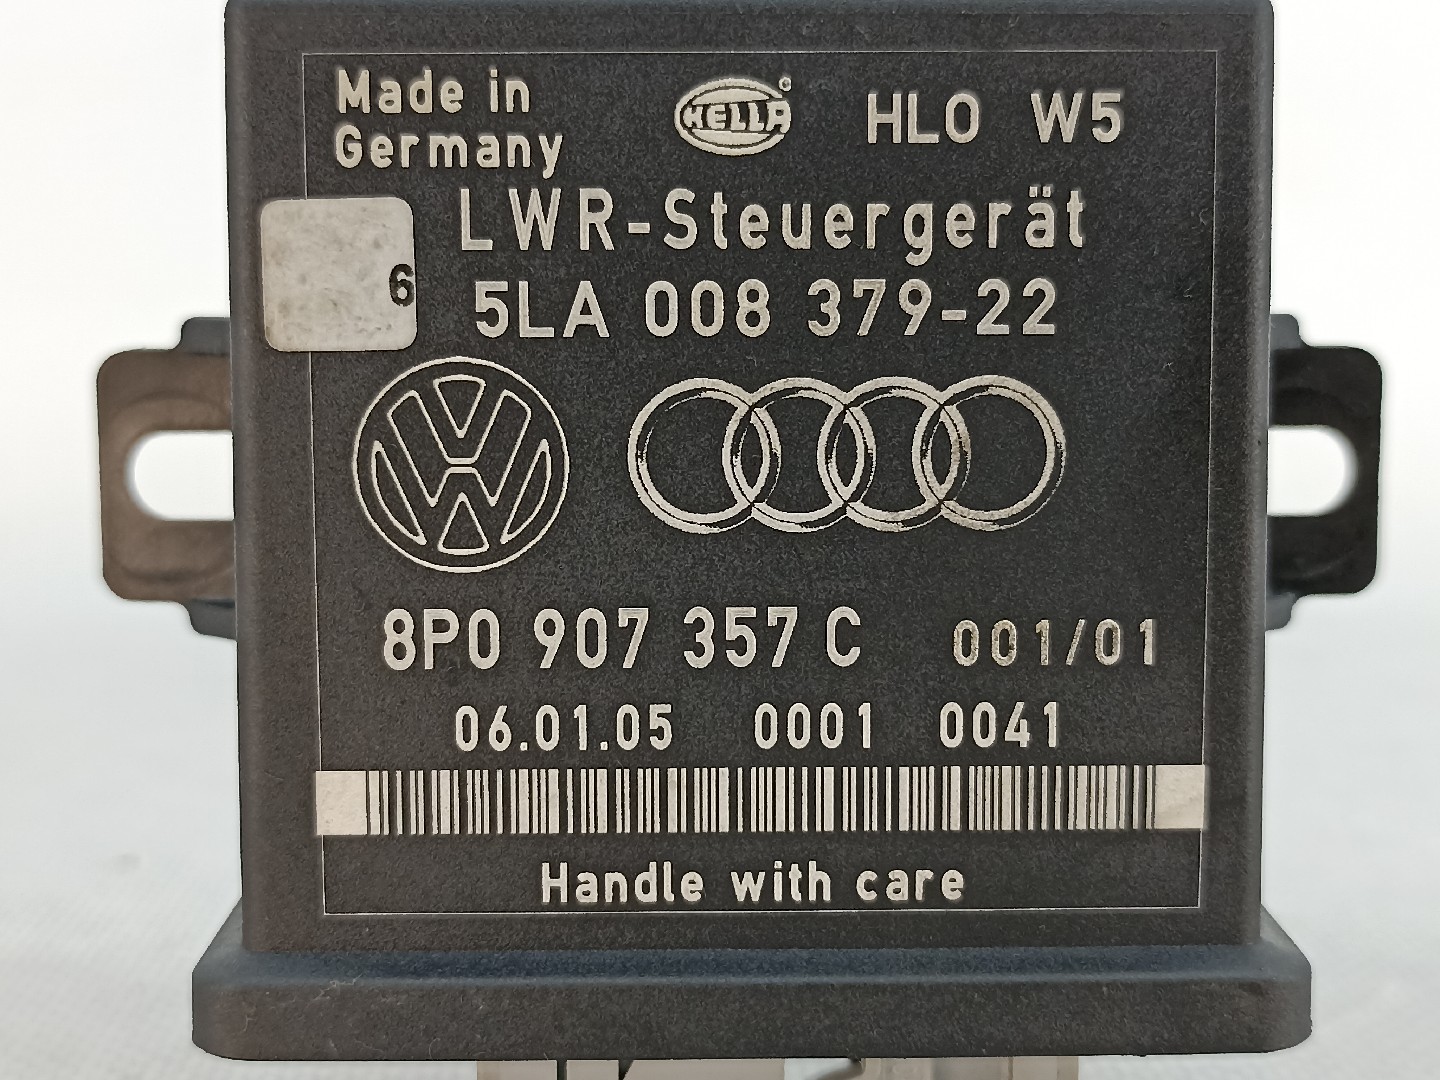 Made in
Germany
HELLA
HLO W5
LWR-Steuergerät
6
5LA 008 379-22
8P0 907 357 C 001/01
06.01.05 0001 0041
Handle with care